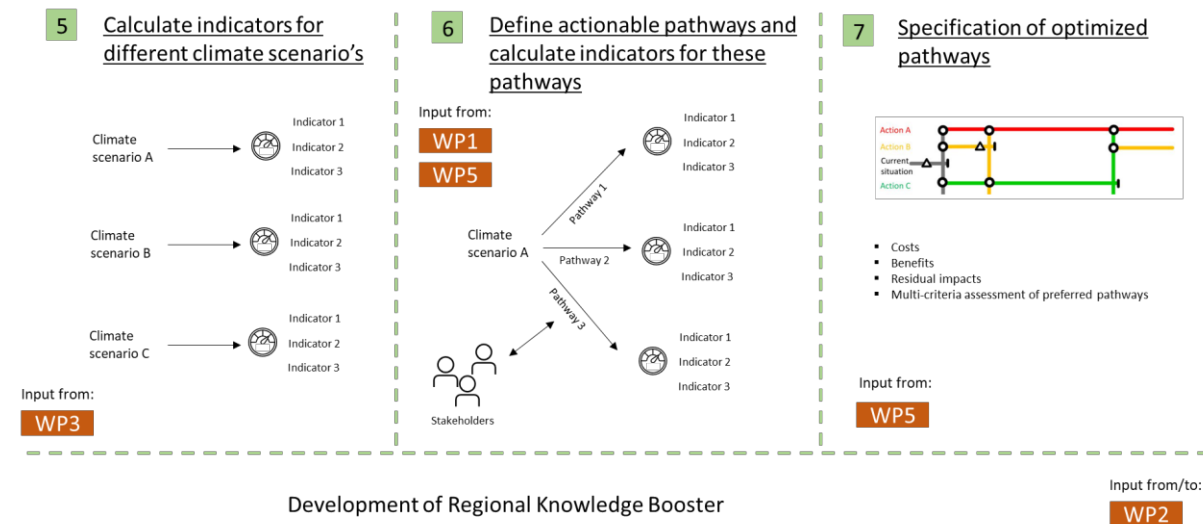 5
Calculate indicators for
different climate scenario's
Climate
scenario A
Indicator 1
Indicator 2
Indicator 3
Climate
scenario B
Indicator 1
Indicator 2
Indicator 3
Climate
scenario C
Indicator 1
Indicator 2
Indicator 3
Input from:
WP3
6
Define actionable pathways and
calculate indicators for these
pathways
Input from:
WP1
WP5
Climate
scenario A
Pathway 1
Pathway 2
Pathway 3
Indicator 1
Indicator 2
Indicator 3
Indicator 1
Indicator 2
Indicator 3
Indicator 1
Indicator 2
Indicator 3
Stakeholders
7
Specification of optimized
pathways
Action A
Action B
Current
situation
Action C
▪ Costs
▪ Benefits
▪ Residual impacts
▪ Multi-criteria assessment of preferred pathways
Input from:
WP5
Development of Regional Knowledge Booster
Input from/to:
WP2